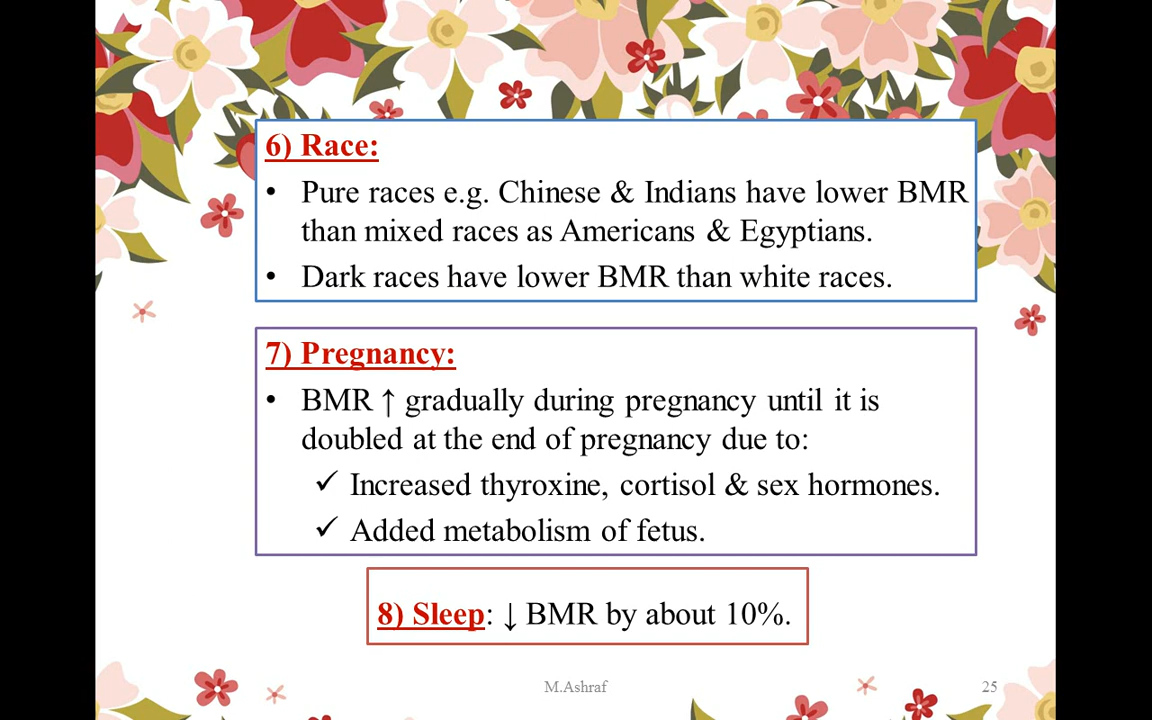 6) Race:
• Pure races e.g. Chinese & Indians have lower BMR
than mixed races as Americans & Egyptians.
• Dark races have lower BMR than white races.
7) Pregnancy:
• BMR ↑ gradually during pregnancy until it is
doubled at the end of pregnancy due to:
✓ Increased thyroxine, cortisol & sex hormones.
✓ Added metabolism of fetus.
8) Sleep: ↓ BMR by about 10%.
M.Ashraf
25